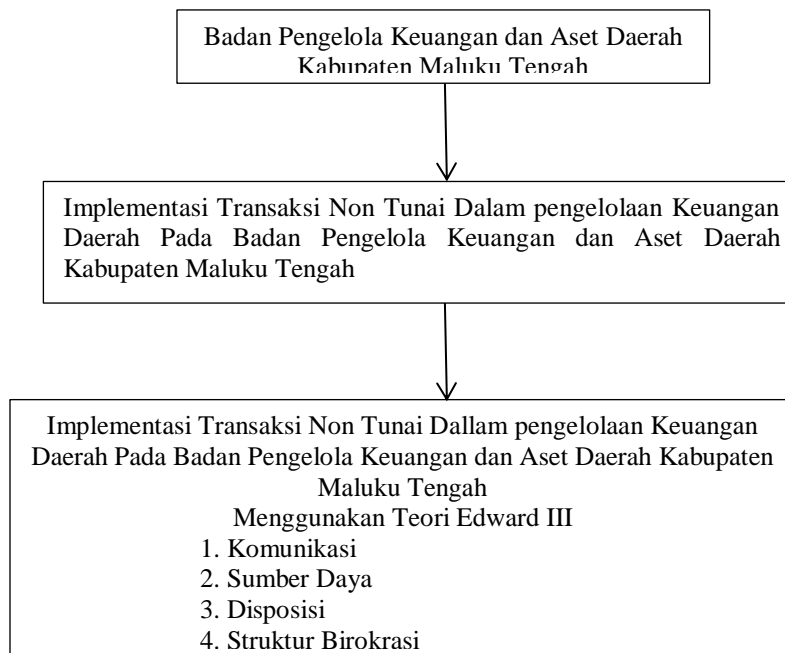 Badan Pengelola Keuangan dan Aset Daerah
Kabupaten Maluku Tengah
Implementasi Transaksi Non Tunai Dalam pengelolaan Keuangan
Daerah Pada Badan Pengelola Keuangan dan Aset Daerah
Kabupaten Maluku Tengah
Implementasi Transaksi Non Tunai Dallam pengelolaan Keuangan
Daerah Pada Badan Pengelola Keuangan dan Aset Daerah Kabupaten
Maluku Tengah
Menggunakan Teori Edward III
1. Komunikasi
2. Sumber Daya
3. Disposisi
4. Struktur Birokrasi